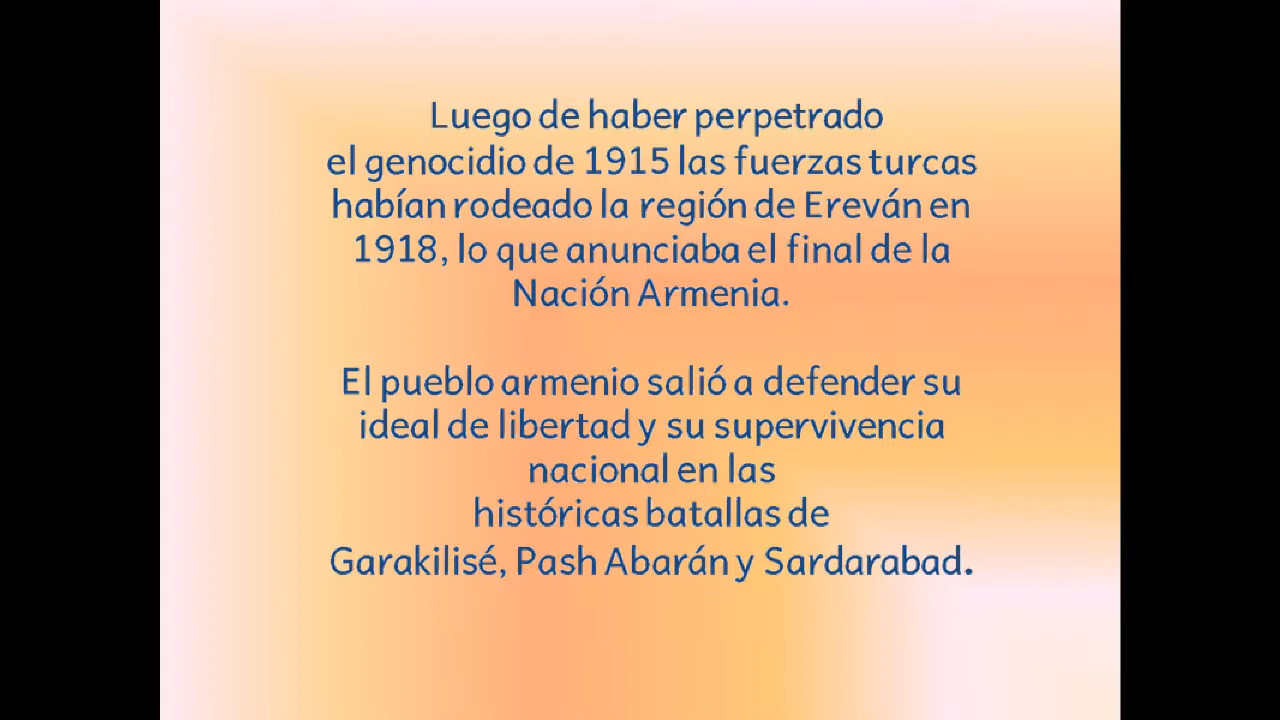 Luego de haber perpetrado
el genocidio de 1915 las fuerzas turcas
habían rodeado la región de Ereván en
1918, lo que anunciaba el final de la
Nación Armenia.
El pueblo armenio salió a defender su
ideal de libertad y su supervivencia
nacional en las
históricas batallas de
Garakilisé, Pash Abarán y Sardarabad.